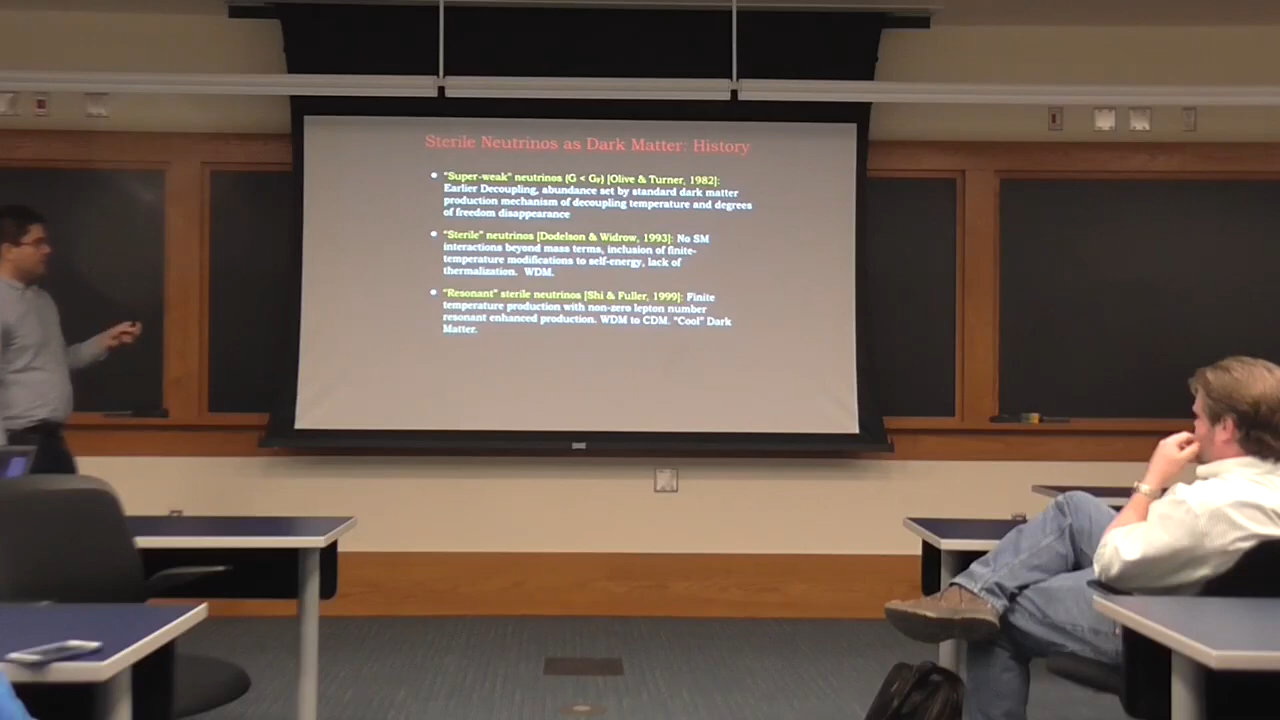 Sterile Neutrinos as Dark Matter: History
"Super-weak" neutrinos (G < GF) [Olive & Turner, 1982]:
Earlier Decoupling, abundance set by standard dark matter
production mechanism of decoupling temperature and degrees
of freedom disappearance
"Sterile" neutrinos [Dodelson & Widrow, 1993]: No SM
interactions beyond mass terms, inclusion of finite-
temperature modifications to self-energy, lack of
thermalization. WDM.
"Resonant" sterile neutrinos [Shi & Fuller, 1999]: Finite
temperature production with non-zero lepton number
resonant enhanced production. WDM to CDM. "Cool" Dark
Matter.